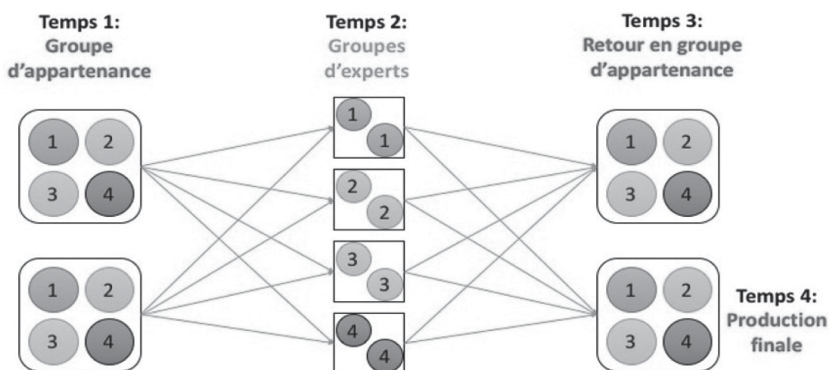 Temps 1:
Groupe
d'appartenance
Temps 2:
Groupes
d'experts
Temps 3:
Retour en groupe
d'appartenance
1 2
3 4
1 2
3 4
1
1
2
2
3
3
4
4
1 2
3 4
1 2
3 4
Temps 4:
Production
finale